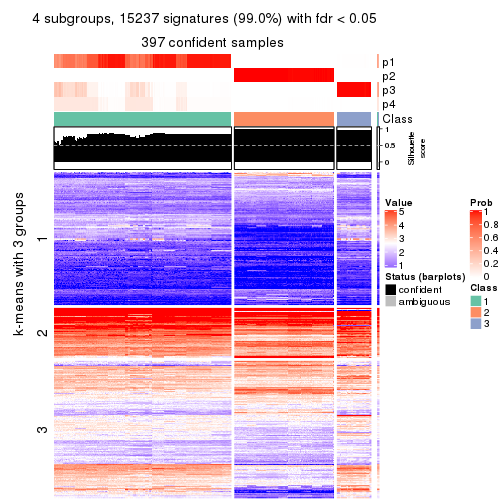 4 subgroups, 15237 signatures (99.0%) with fdr < 0.05
397 confident samples
p1
p2
p3
p4
Class
1
0.5
0
Silhouette
score
k-means with 3 groups
1
2
3
Value
5
4
3
2
1
Status (barplots)
confident
ambiguous
Prob
1
0.8
0.6
0.4
0.2
0
Class
1
2
3